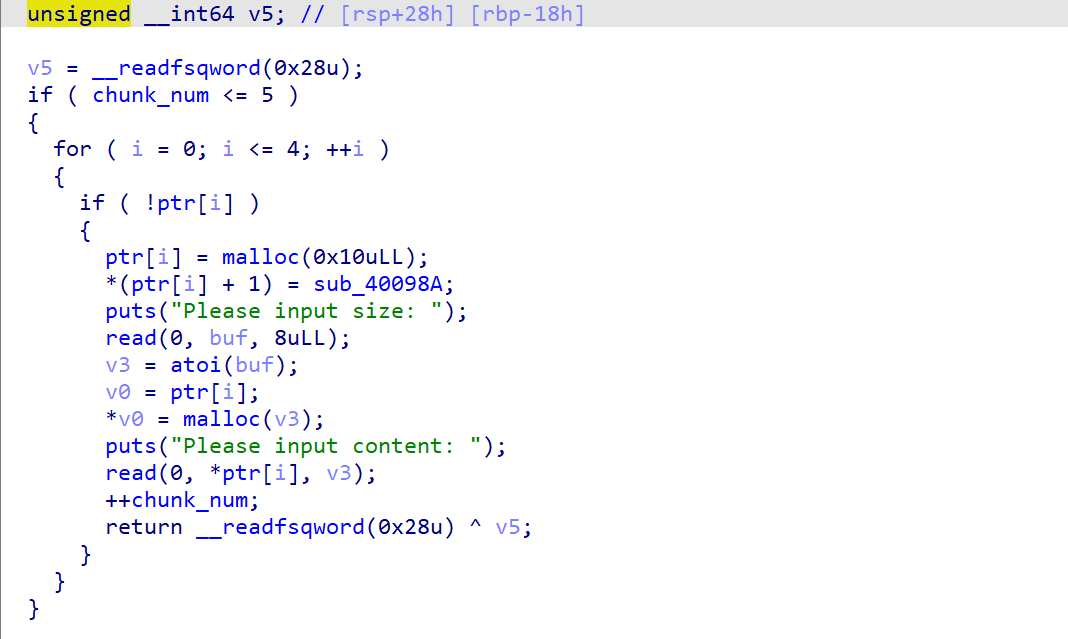 unsigned __int64 v5; // [rsp+28h] [rbp-18h]
v5 = __readfsqword(0x28u);
if ( chunk_num <= 5 )
{
for ( i = 0; i <= 4; ++i )
{
if ( !ptr[i] )
{
ptr[i] = malloc(0x10uLL);
*(ptr[i] + 1) = sub_40098A;
puts("Please input size: ");
read(0, buf, 8uLL);
v3 = atoi(buf);
v0 = ptr[i];
*v0 = malloc(v3);
puts("Please input content: ");
read(0, *ptr[i], v3);
++chunk_num;
return __readfsqword(0x28u) ^ v5;
}
}
}